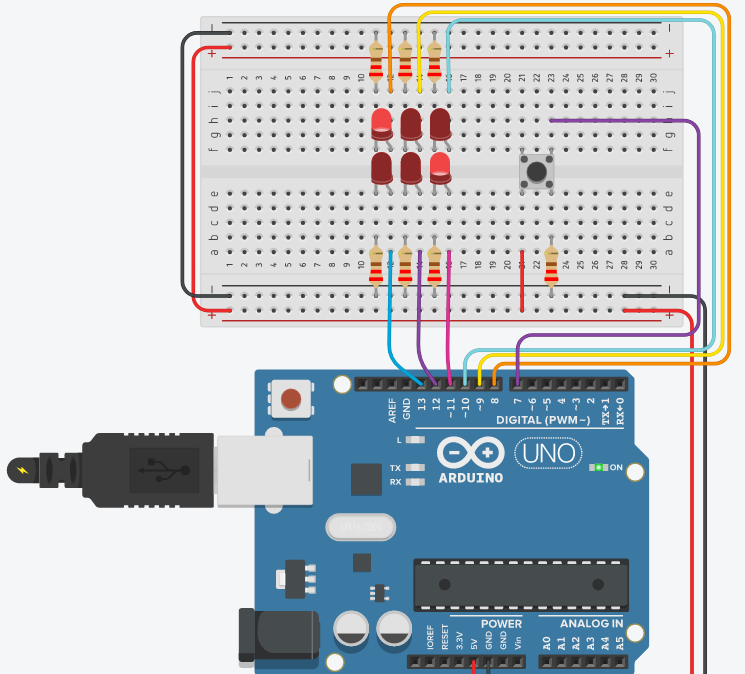 − −
+ +
1 2 3 4 5 6 7 8 9 10 11 12 13 14 15 16 17 18 19 20 21 22 23 24 25 26 27 28 29 30
j j
i i
h h
g g
f f
e e
d d
c c
b b
a a
1 2 3 4 5 6 7 8 9 10 11 12 13 14 15 16 17 18 19 20 21 22 23 24 25 26 27 28 29 30
− −
+ +
AREF GND 13 12 ~11 ~10 ~9 8 7 ~6 ~5 4 ~3 2 TX→1 RX←0
DIGITAL (PWM~)
L
TX
RX
UNO
ARDUINO
ON
POWER ANALOG IN
IOREF RESET 3.3V 5V GND GND Vin A0 A1 A2 A3 A4 A5